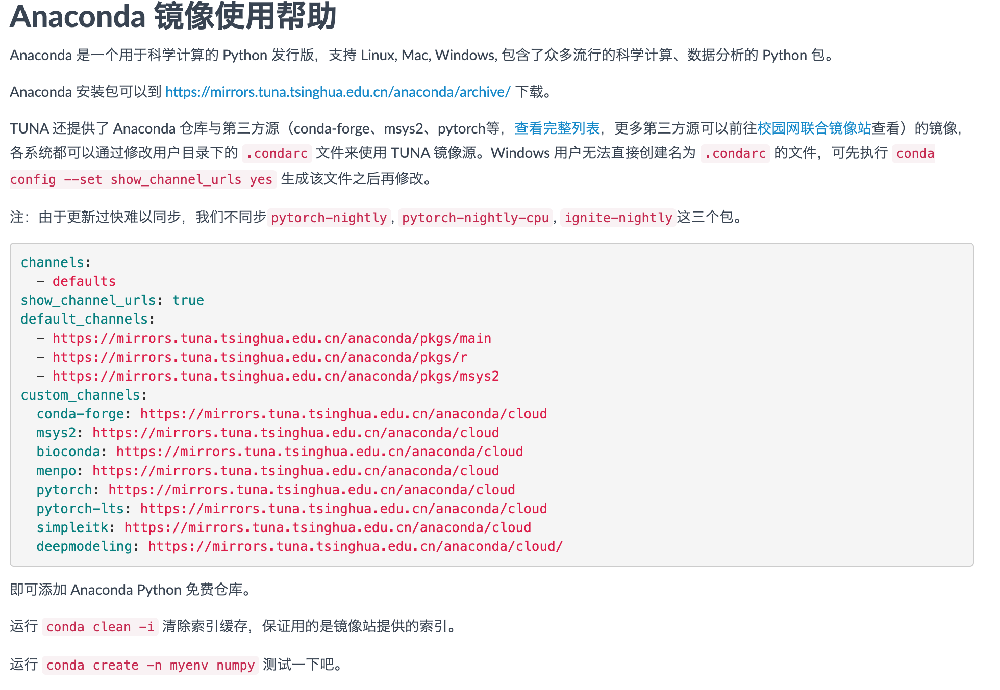 Anaconda 镜像使用帮助
Anaconda 是一个用于科学计算的 Python 发行版，支持 Linux, Mac, Windows, 包含了众多流行的科学计算、数据分析的 Python 包。
Anaconda 安装包可以到 https://mirrors.tuna.tsinghua.edu.cn/anaconda/archive/ 下载。
TUNA 还提供了 Anaconda 仓库与第三方源（conda-forge、msys2、pytorch等，查看完整列表，更多第三方源可以前往校园网联合镜像站查看）的镜像，
各系统都可以通过修改用户目录下的 .condarc 文件来使用 TUNA 镜像源。Windows 用户无法直接创建名为 .condarc 的文件，可先执行 conda
config --set show_channel_urls yes 生成该文件之后再修改。
注：由于更新过快难以同步，我们不同步pytorch-nightly, pytorch-nightly-cpu, ignite-nightly这三个包。
channels:
  - defaults
show_channel_urls: true
default_channels:
  - https://mirrors.tuna.tsinghua.edu.cn/anaconda/pkgs/main
  - https://mirrors.tuna.tsinghua.edu.cn/anaconda/pkgs/r
  - https://mirrors.tuna.tsinghua.edu.cn/anaconda/pkgs/msys2
custom_channels:
  conda-forge: https://mirrors.tuna.tsinghua.edu.cn/anaconda/cloud
  msys2: https://mirrors.tuna.tsinghua.edu.cn/anaconda/cloud
  bioconda: https://mirrors.tuna.tsinghua.edu.cn/anaconda/cloud
  menpo: https://mirrors.tuna.tsinghua.edu.cn/anaconda/cloud
  pytorch: https://mirrors.tuna.tsinghua.edu.cn/anaconda/cloud
  pytorch-lts: https://mirrors.tuna.tsinghua.edu.cn/anaconda/cloud
  simpleitk: https://mirrors.tuna.tsinghua.edu.cn/anaconda/cloud
  deepmodeling: https://mirrors.tuna.tsinghua.edu.cn/anaconda/cloud/
即可添加 Anaconda Python 免费仓库。
运行 conda clean -i 清除索引缓存，保证用的是镜像站提供的索引。
运行 conda create -n myenv numpy 测试一下吧。